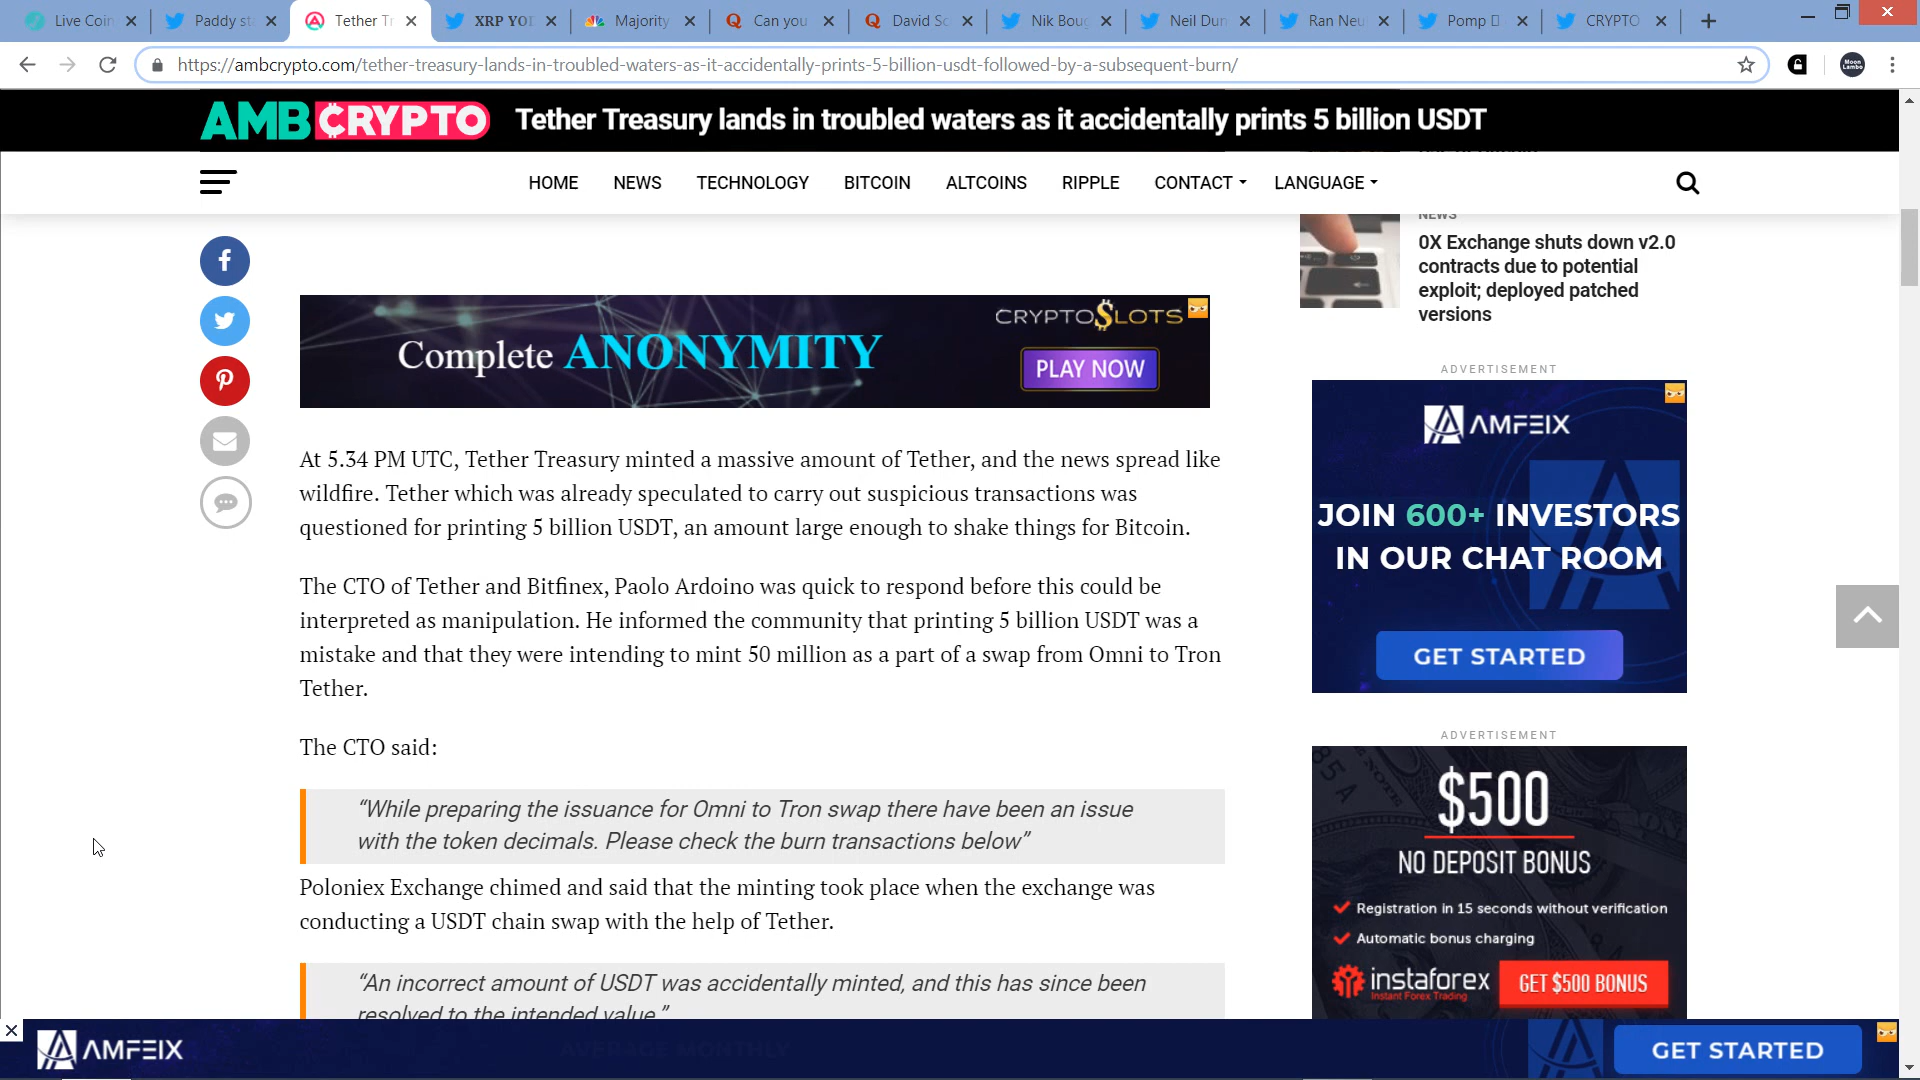 Live Coin
Paddy sta
Tether Tr
XRP YOD
Majority
Can you
David Sc
Nik Boug
Neil Dun
Ran Neu
Pomp
CRYPTO
https://ambcrypto.com/tether-treasury-lands-in-troubled-waters-as-it-accidentally-prints-5-billion-usdt-followed-by-a-subsequent-burn/
Moon
Lambo
AMBCRYPTO
Tether Treasury lands in troubled waters as it accidentally prints 5 billion USDT
HOME
NEWS
TECHNOLOGY
BITCOIN
ALTCOINS
RIPPLE
CONTACT
LANGUAGE
NEWS
0X Exchange shuts down v2.0
contracts due to potential
exploit; deployed patched
versions
Complete ANONYMITY
CRYPTO$LOTS
PLAY NOW
At 5.34 PM UTC, Tether Treasury minted a massive amount of Tether, and the news spread like
wildfire. Tether which was already speculated to carry out suspicious transactions was
questioned for printing 5 billion USDT, an amount large enough to shake things for Bitcoin.
The CTO of Tether and Bitfinex, Paolo Ardoino was quick to respond before this could be
interpreted as manipulation. He informed the community that printing 5 billion USDT was a
mistake and that they were intending to mint 50 million as a part of a swap from Omni to Tron
Tether.
The CTO said:
“While preparing the issuance for Omni to Tron swap there have been an issue
with the token decimals. Please check the burn transactions below”
Poloniex Exchange chimed and said that the minting took place when the exchange was
conducting a USDT chain swap with the help of Tether.
“An incorrect amount of USDT was accidentally minted, and this has since been
resolved to the intended value.”
ADVERTISEMENT
AMFEIX
JOIN 600+ INVESTORS
IN OUR CHAT ROOM
GET STARTED
ADVERTISEMENT
$500
NO DEPOSIT BONUS
Registration in 15 seconds without verification
Automatic bonus charging
instaforex
Instant Forex Trading
GET $500 BONUS
AMFEIX
AVERAGE MONTHLY
GET STARTED